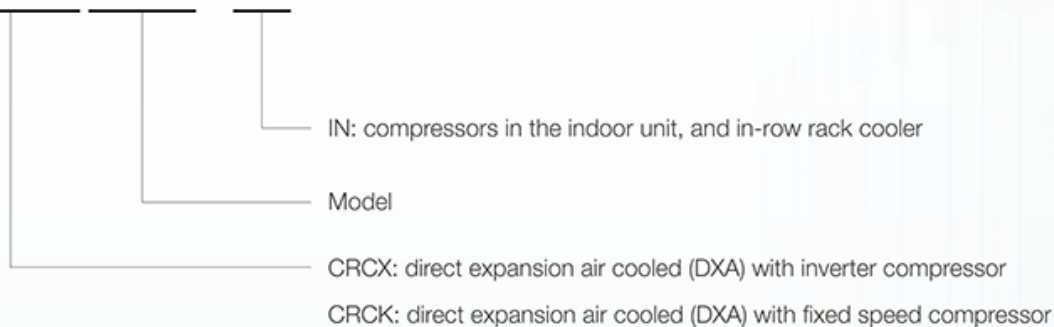 IN: compressors in the indoor unit, and in-row rack cooler
Model
CRCX: direct expansion air cooled (DXA) with inverter compressor
CRCK: direct expansion air cooled (DXA) with fixed speed compressor